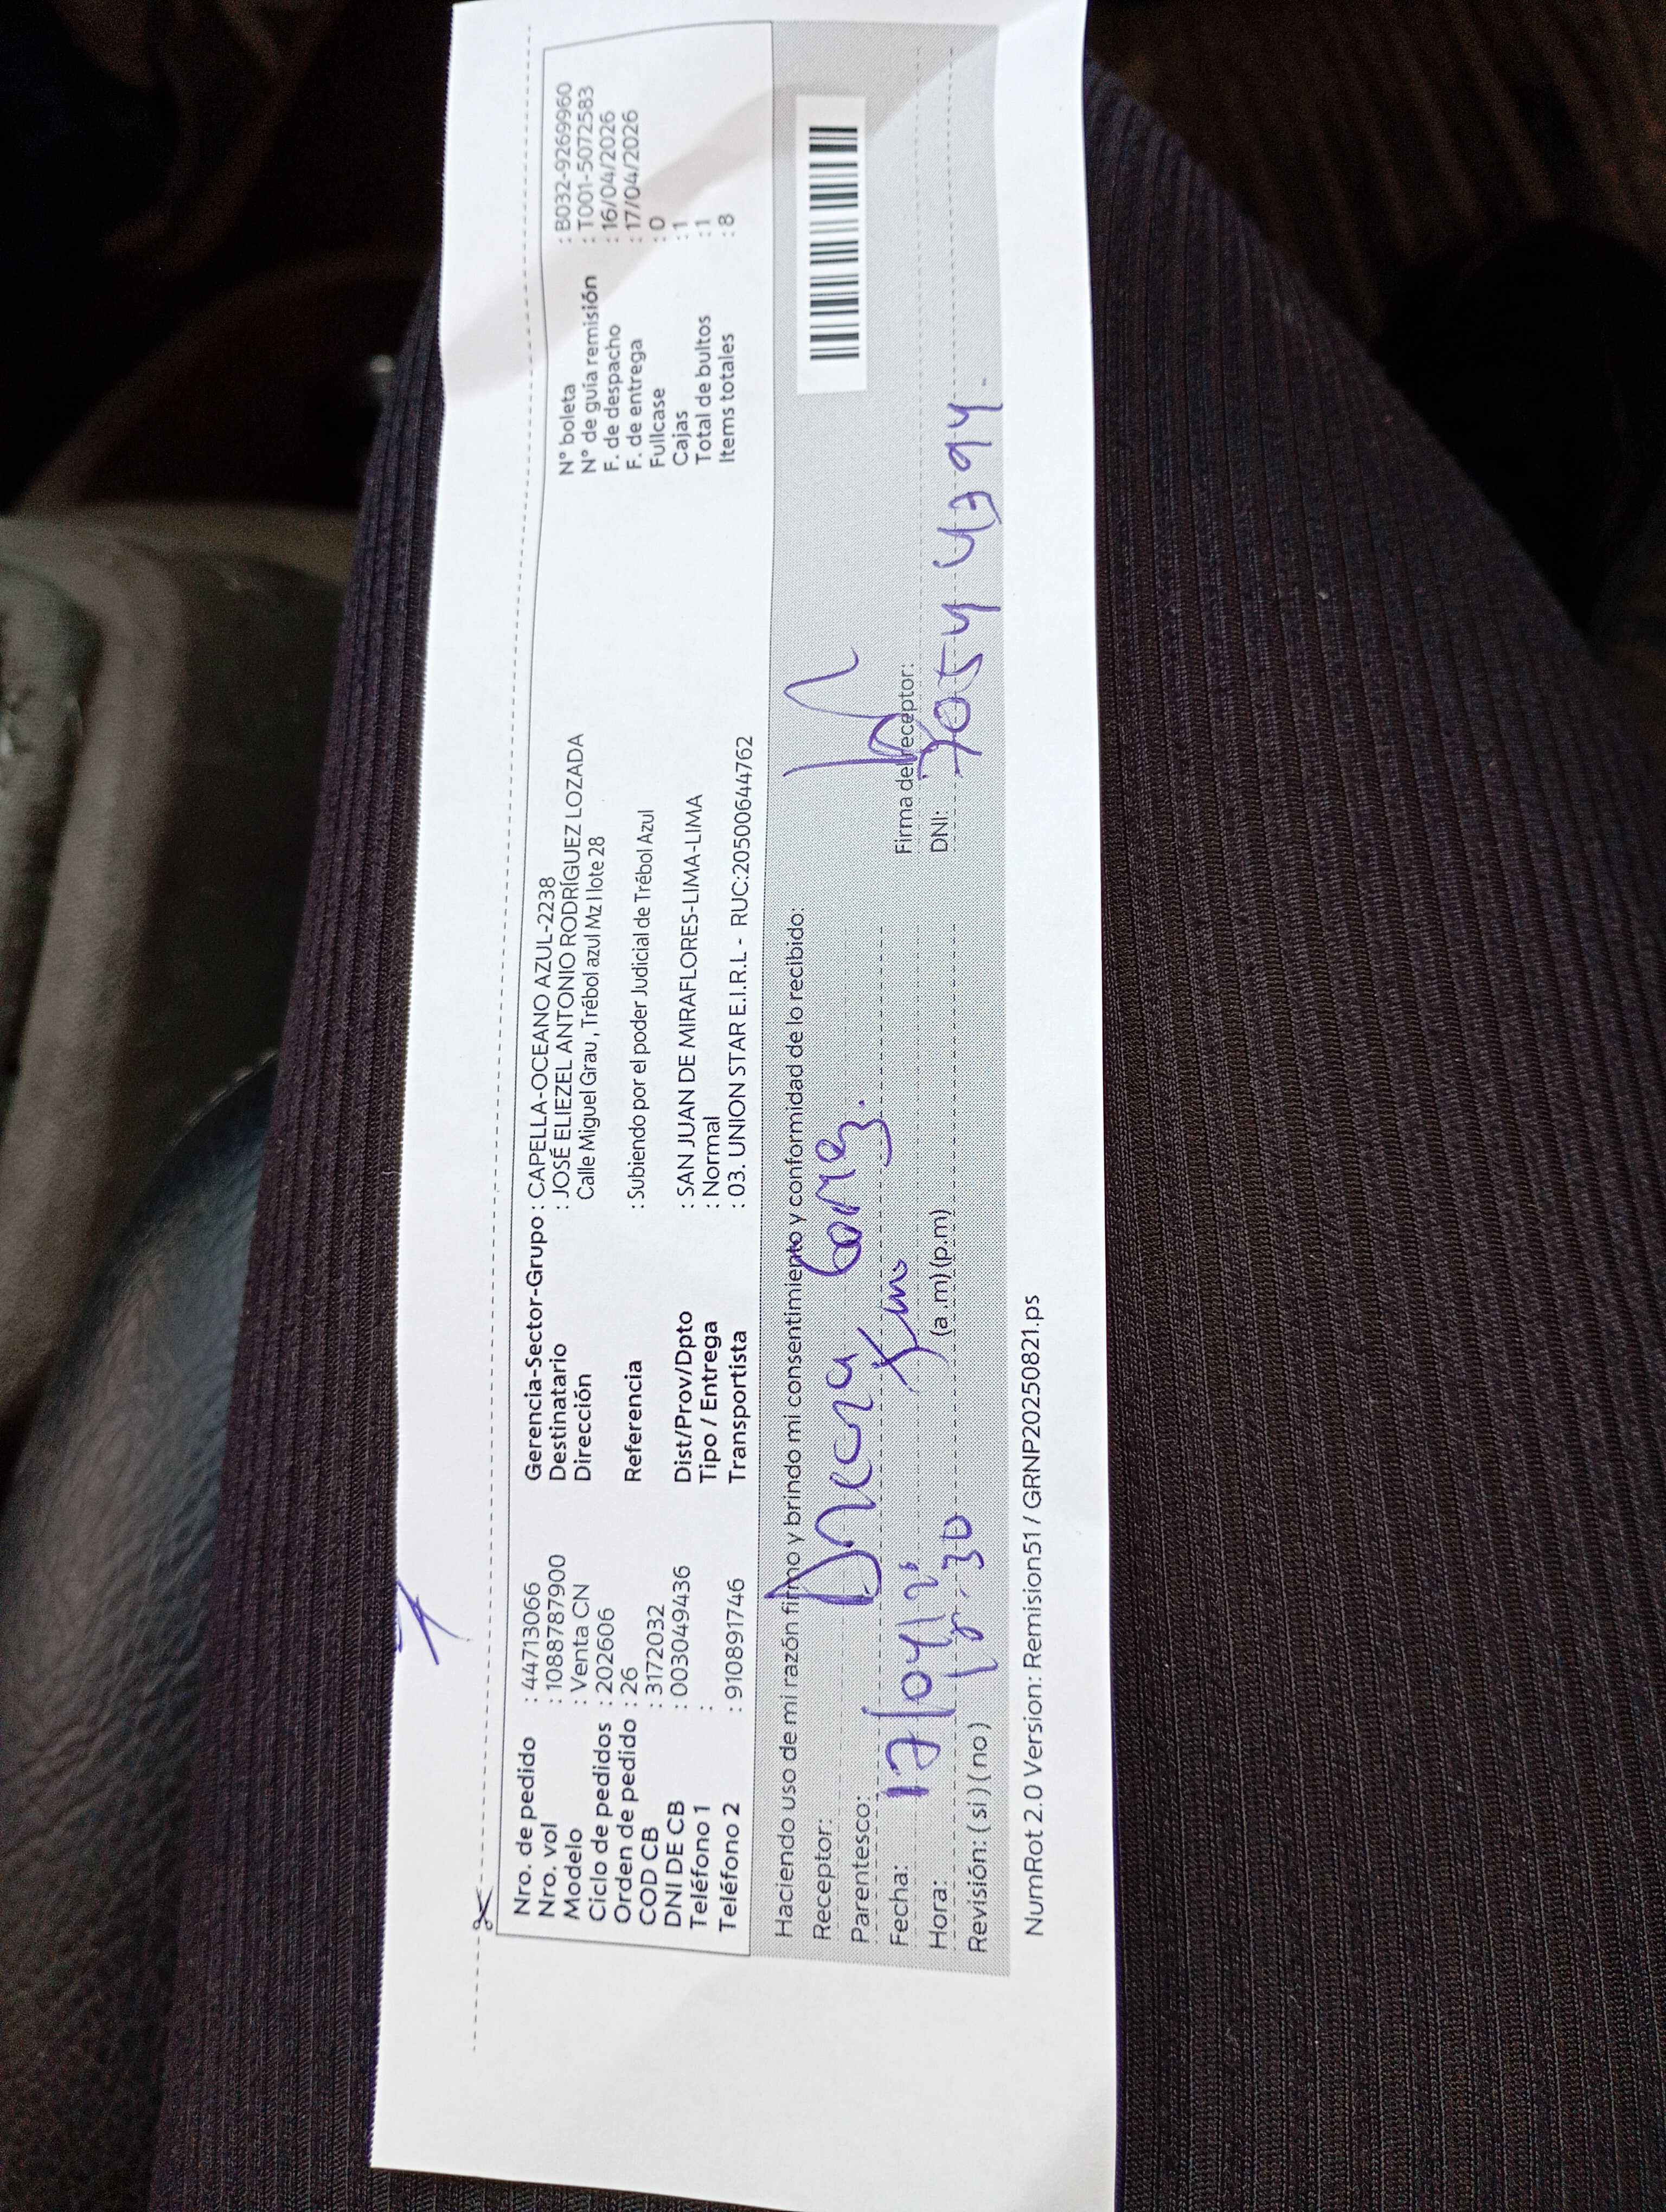 Nro. de pedido : 44713066
Nro. vol : 10887879​00
Modelo : Venta CN
Ciclo de pedidos : 202606
Orden de pedido : 26
COD CB : 3172032
DNI DE CB : 003049436
Teléfono 1 :
Teléfono 2 : 910891746
Gerencia-Sector-Grupo : CAPELLA-OCEANO AZUL-2238
Destinatario : JOSÉ ELIEZEL ANTONIO RODRÍGUEZ LOZADA
Dirección Calle Miguel Grau , Trébol azul Mz I lote 28
Referencia : Subiendo por el poder Judicial de Trébol Azul
Dist/Prov/Dpto : SAN JUAN DE MIRAFLORES-LIMA-LIMA
Tipo / Entrega : Normal
Transportista : 03. UNION STAR E.I.R.L - RUC:20500644762
N° boleta : B032-9269960
N° de guía remisión : T001-5072583
F. de despacho : 16/04/2026
F. de entrega : 17/04/2026
Fullcase : 0
Cajas : 1
Total de bultos : 1
Items totales : 8
Haciendo uso de mi razón firmo y brindo mi consentimiento y conformidad de lo recibido:
Receptor:
Parentesco:
Fecha: 17/04/26
Hora: (a.m) (p.m)
Revisión: ( si ) ( no )
Firma del receptor:
DNI:
NumRot 2.0 Version: Remision51 / GRNP20250821.ps